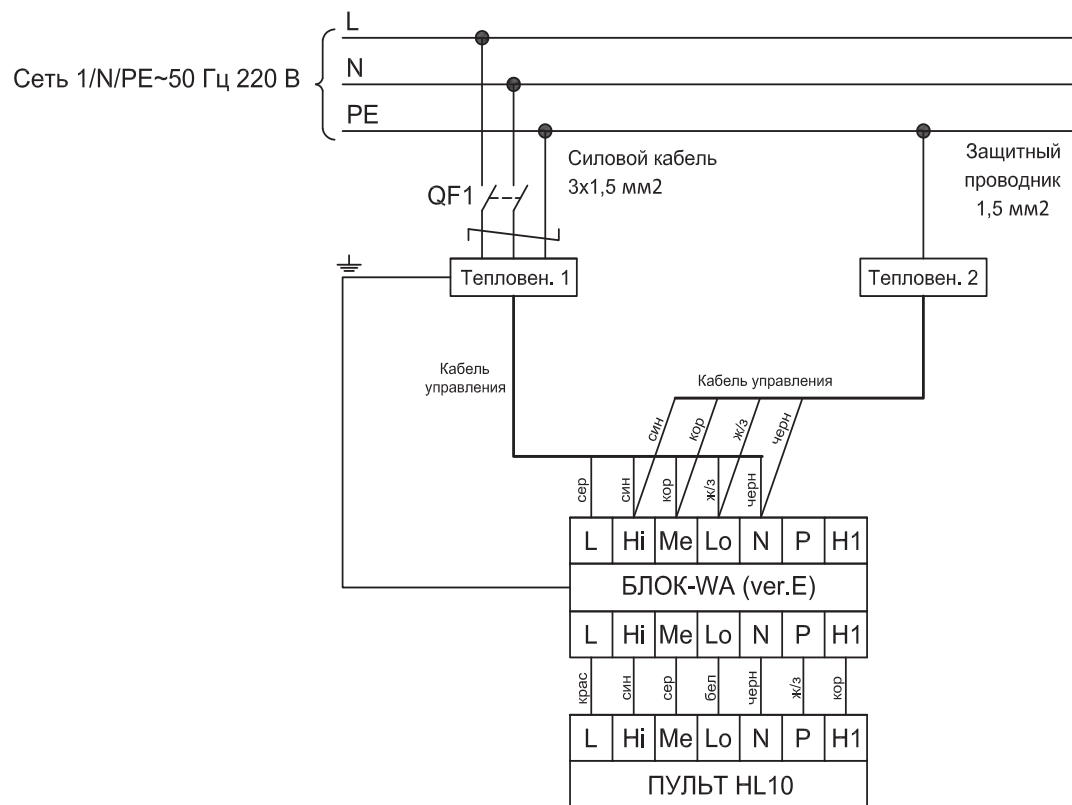 L
Сеть 1/N/PE~50 Гц 220 В
N
PE
Силовой кабель
3х1,5 мм2
Защитный
проводник
1,5 мм2
QF1
Тепловен. 1
Тепловен. 2
Кабель
управления
Кабель управления
син
кор
ж/з
черн
сер
син
кор
ж/з
черн
L Hi Me Lo N P H1
БЛОК-WA (ver.E)
L Hi Me Lo N P H1
крас
син
сер
бел
черн
ж/з
кор
L Hi Me Lo N P H1
ПУЛЬТ HL10